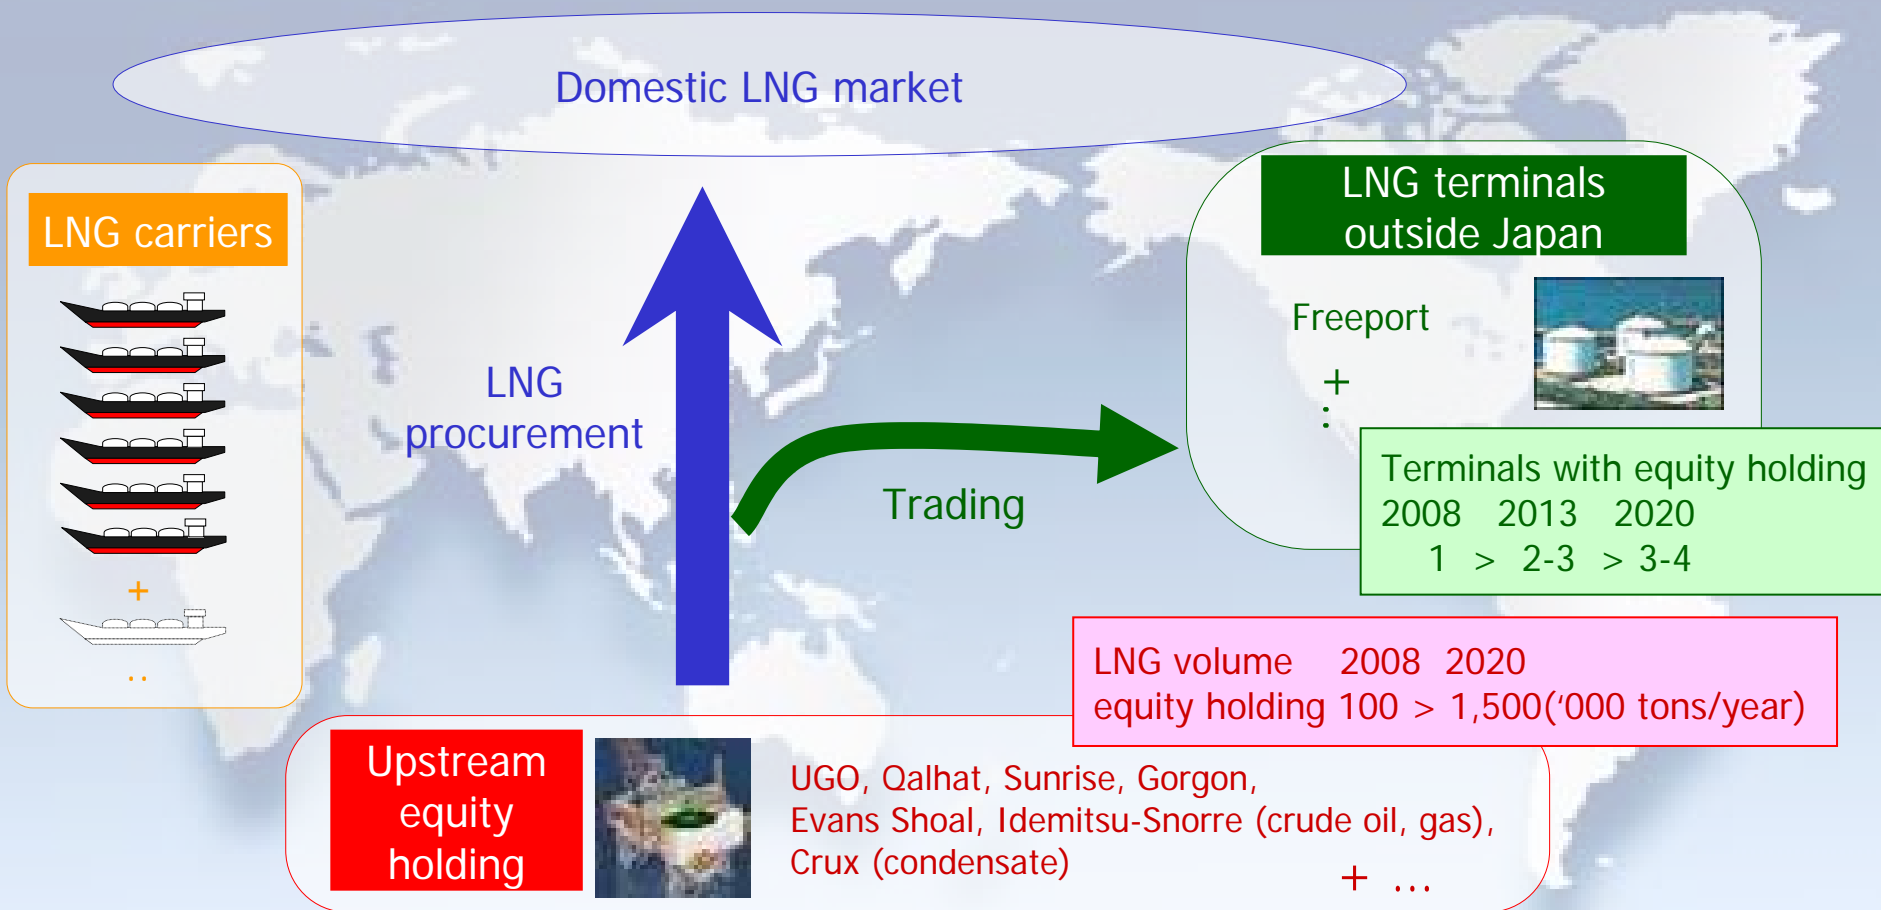 Domestic LNG market
LNG carriers
+
..
LNG
procurement
Trading
LNG terminals
outside Japan
Freeport
+
:
Terminals with equity holding
2008 2013 2020
1 > 2-3 > 3-4
LNG volume 2008 2020
equity holding 100 > 1,500('000 tons/year)
Upstream
equity
holding
UGO, Qalhat, Sunrise, Gorgon,
Evans Shoal, Idemitsu-Snorre (crude oil, gas),
Crux (condensate)
+ ...